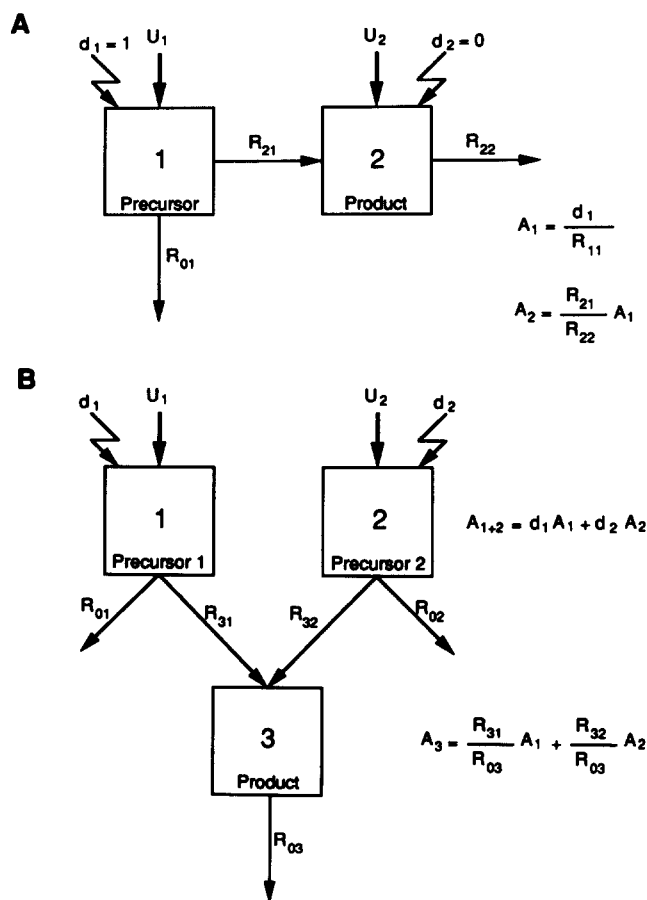 A
d₁ = 1
U₁
U₂
d₂ = 0
1
Precursor
R₂₁
2
Product
R₂₂
R₀₁
A₁ = d₁ / R₁₁
A₂ = R₂₁ / R₂₂ A₁
B
d₁
U₁
U₂
d₂
1
Precursor 1
2
Precursor 2
A₁₊₂ = d₁ A₁ + d₂ A₂
R₀₁
R₃₁
R₃₂
R₀₂
3
Product
A₃ = R₃₁ / R₀₃ A₁ + R₃₂ / R₀₃ A₂
R₀₃